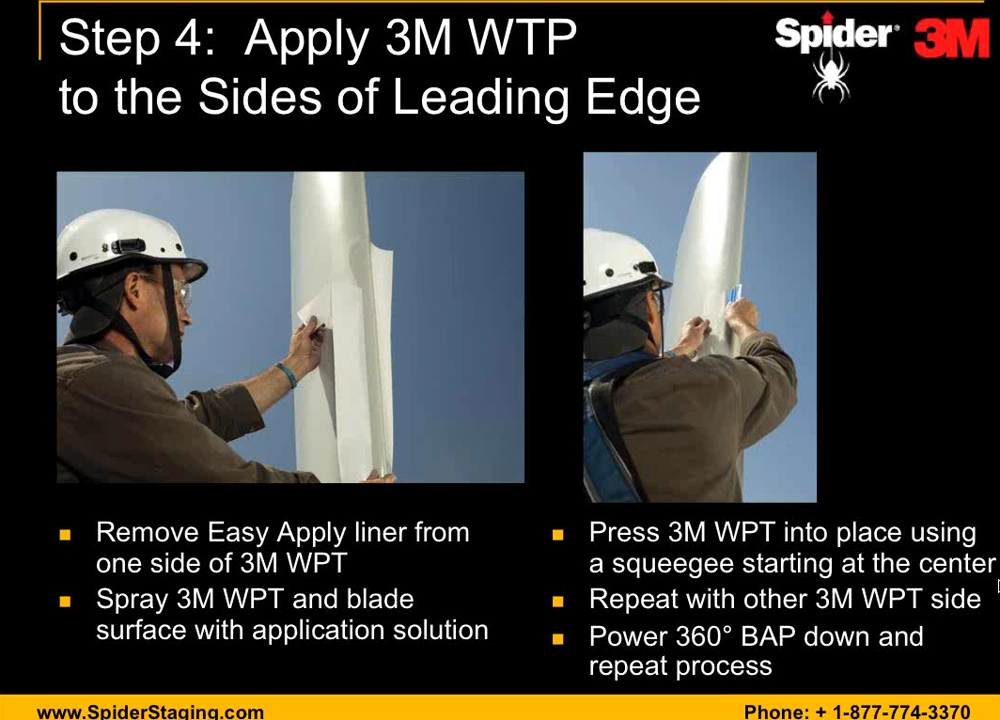 Step 4: Apply 3M WTP
to the Sides of Leading Edge
Spider® 3M
Remove Easy Apply liner from
one side of 3M WPT
Spray 3M WPT and blade
surface with application solution
Press 3M WPT into place using
a squeegee starting at the center
Repeat with other 3M WPT side
Power 360° BAP down and
repeat process
www.SpiderStaging.com
Phone: + 1-877-774-3370